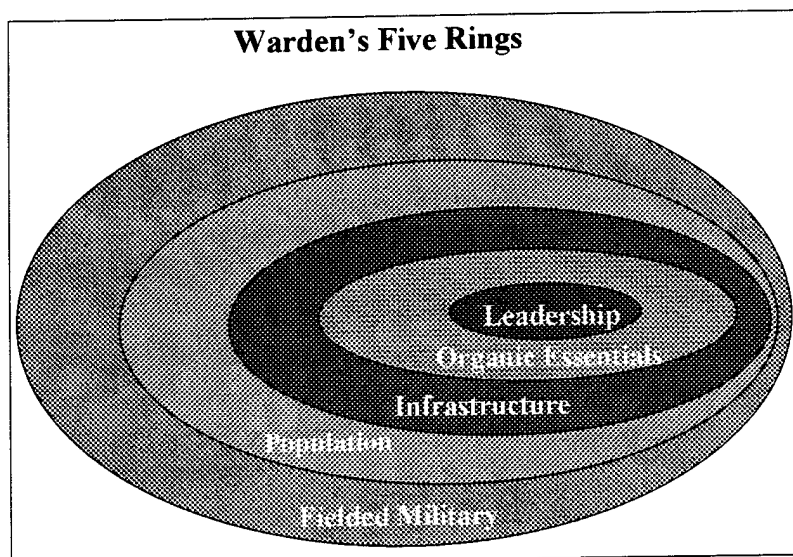 Warden's Five Rings
Leadership
Organic Essentials
Infrastructure
Population
Fielded Military